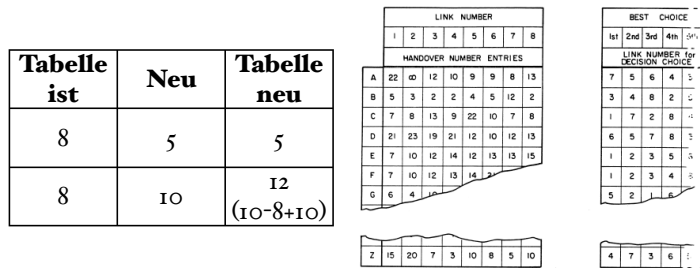 Tabelle ist Neu Tabelle neu
8 5 5
8 10 12
(10-8+10)
LINK NUMBER
1 2 3 4 5 6 7 8
HANDOVER NUMBER ENTRIES
A 22 ∞ 12 10 9 9 8 13
B 5 3 2 2 4 5 12 2
C 7 8 13 9 22 10 7 8
D 21 23 19 21 12 10 12 13
E 7 10 12 14 12 13 13 15
F 7 10 12 13 14
G 6 4
Z 15 20 7 3 10 8 5 10
BEST CHOICE
1st 2nd 3rd 4th
LINK NUMBER for
DECISION CHOICE
7 5 6 4
3 4 8 2
1 7 2 8
6 5 7 8
1 2 3 5
1 2 3 4
5 2 1 6
4 7 3 6